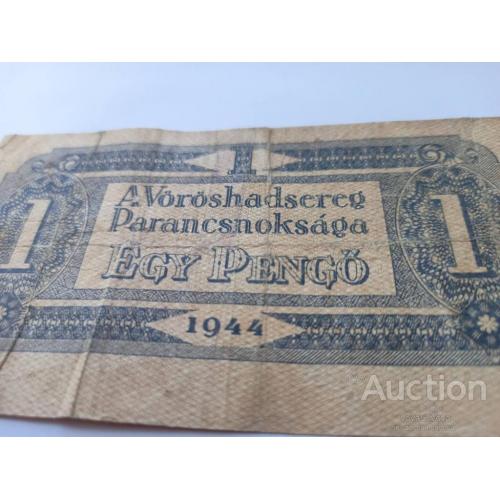 1
A Vöröshadsereg
Parancsnoksága
1 EGY PENGŐ 1
1944
Auction